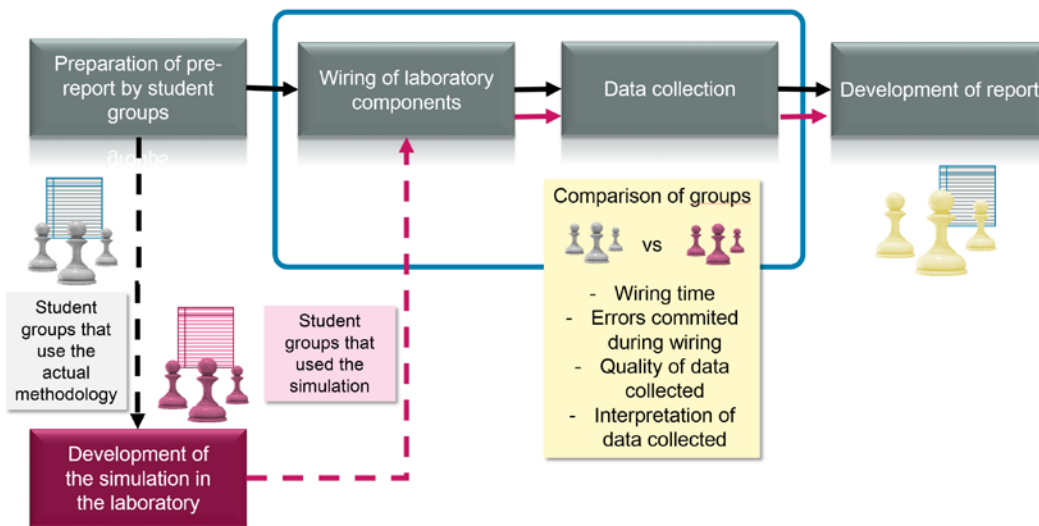 Preparation of pre-
report by student
groups
Wiring of laboratory
components
Data collection
Development of report
groups
Comparison of groups
vs
- Wiring time
- Errors commited
during wiring
- Quality of data
collected
- Interpretation of
data collected
Student
groups that
use the
actual
methodology
Student
groups that
used the
simulation
Development of
the simulation in
the laboratory